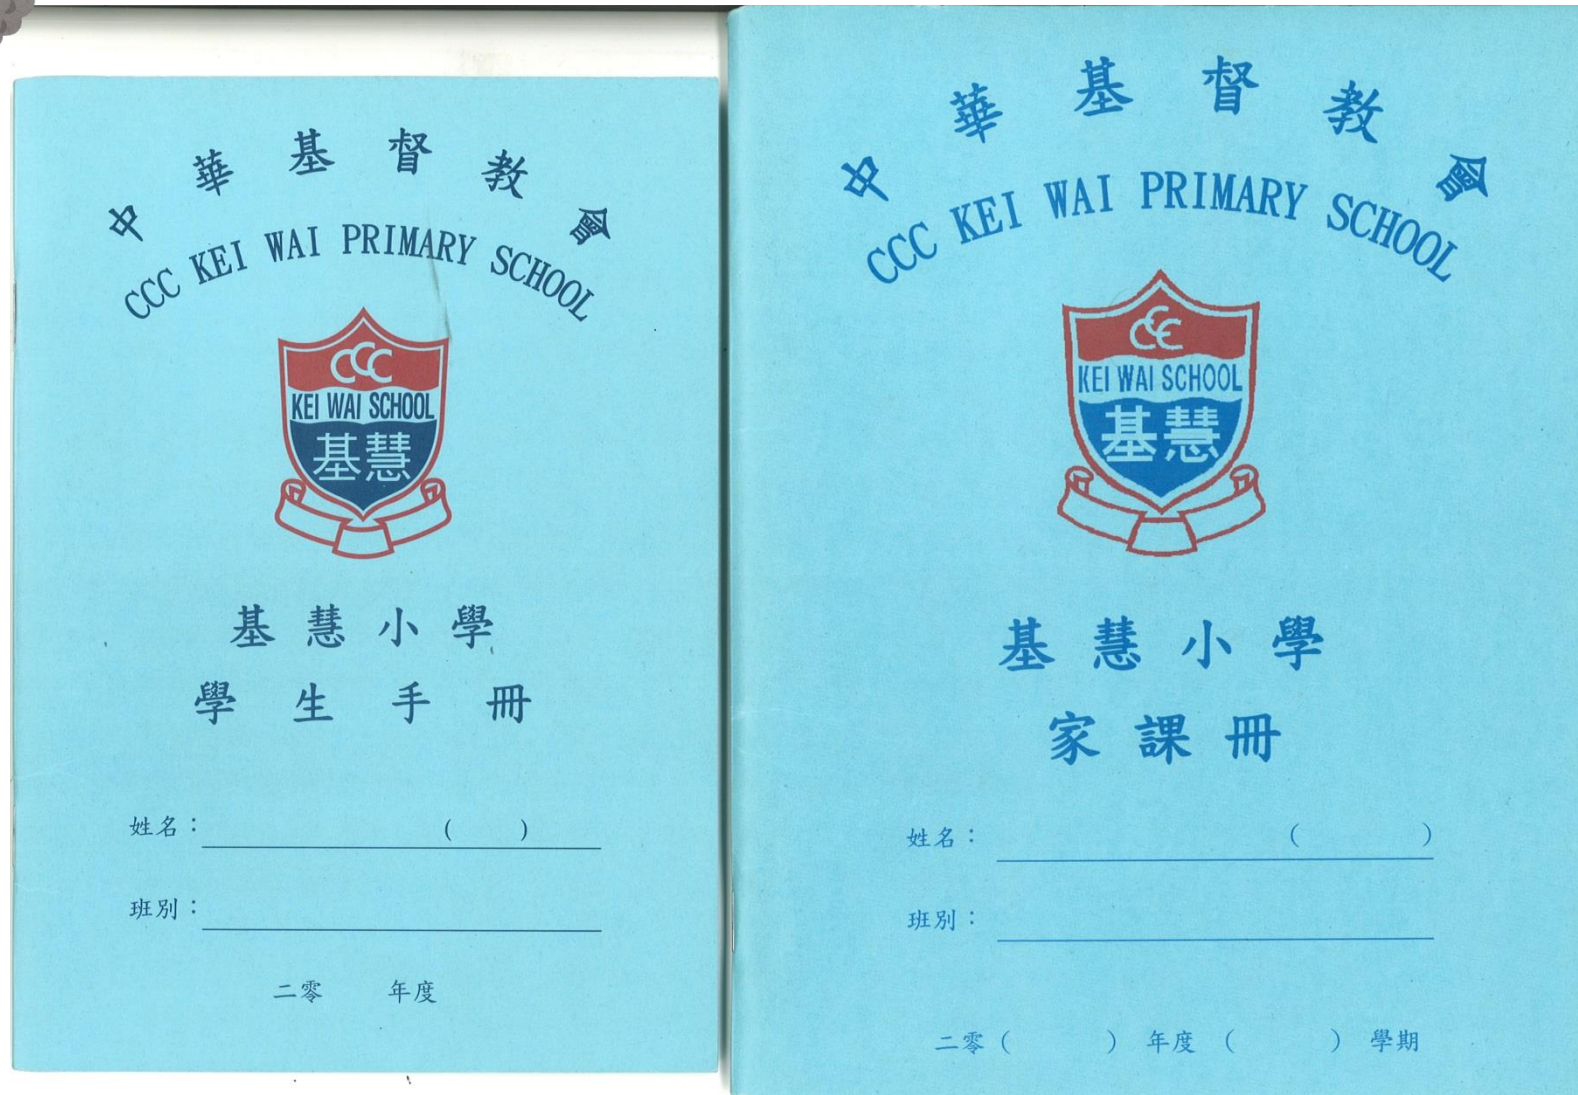 中華基督教會
CCC KEI WAI PRIMARY SCHOOL
CCC
KEI WAI SCHOOL
基慧
基慧小學
學生手冊
姓名：　　　　(　　)
班別：
二零　　年度
中華基督教會
CCC KEI WAI PRIMARY SCHOOL
CCC
KEI WAI SCHOOL
基慧
基慧小學
家課冊
姓名：　　　　(　　)
班別：
二零(　　)年度(　　)學期